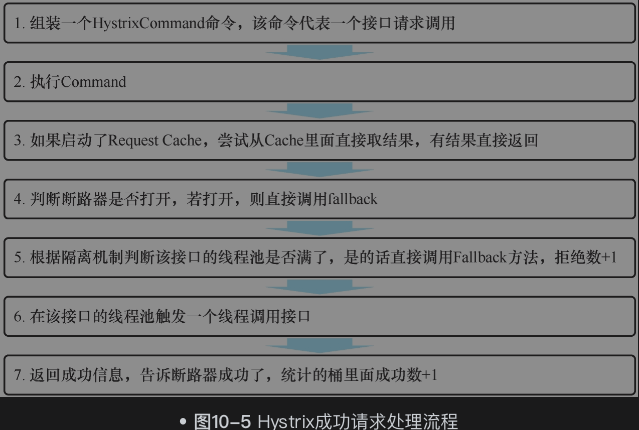 1. 组装一个HystrixCommand命令，该命令代表一个接口请求调用
2. 执行Command
3. 如果启动了Request Cache，尝试从Cache里面直接取结果，有结果直接返回
4. 判断断路器是否打开，若打开，则直接调用fallback
5. 根据隔离机制判断该接口的线程池是否满了，是的话直接调用Fallback方法，拒绝数+1
6. 在该接口的线程池触发一个线程调用接口
7. 返回成功信息，告诉断路器成功了，统计的桶里面成功数+1
• 图10-5 Hystrix成功请求处理流程